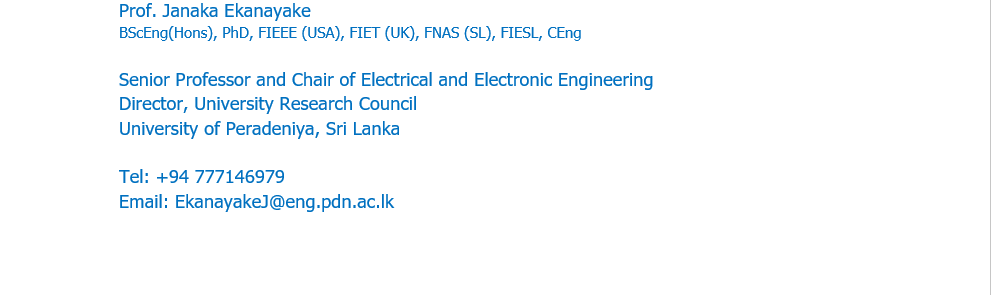 Prof. Janaka Ekanayake
BScEng(Hons), PhD, FIEEE (USA), FIET (UK), FNAS (SL), FIESL, CEng
Senior Professor and Chair of Electrical and Electronic Engineering
Director, University Research Council
University of Peradeniya, Sri Lanka
Tel: +94 777146979
Email: EkanayakeJ@eng.pdn.ac.lk